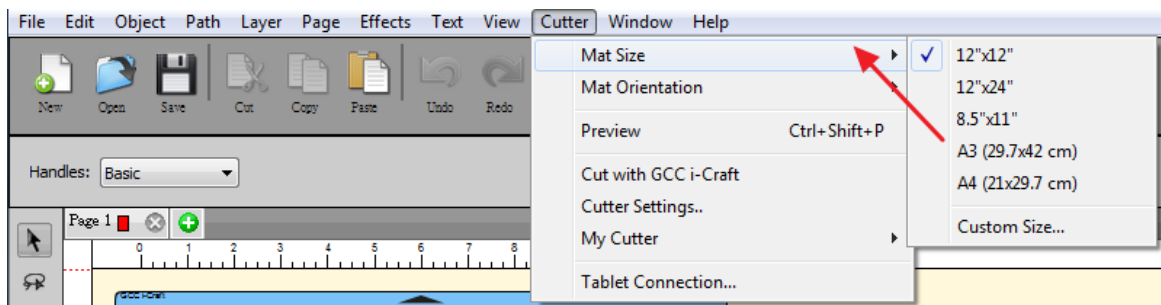 File Edit Object Path Layer Page Effects Text View Cutter Window Help
New Open Save Cut Copy Paste Undo Redo
Handles: Basic
Page 1
0 1 2 3 4 5 6 7 8
GCC i-Craft
Mat Size
Mat Orientation
Preview Ctrl+Shift+P
Cut with GCC i-Craft
Cutter Settings..
My Cutter
Tablet Connection...
12"x12"
12"x24"
8.5"x11"
A3 (29.7x42 cm)
A4 (21x29.7 cm)
Custom Size...